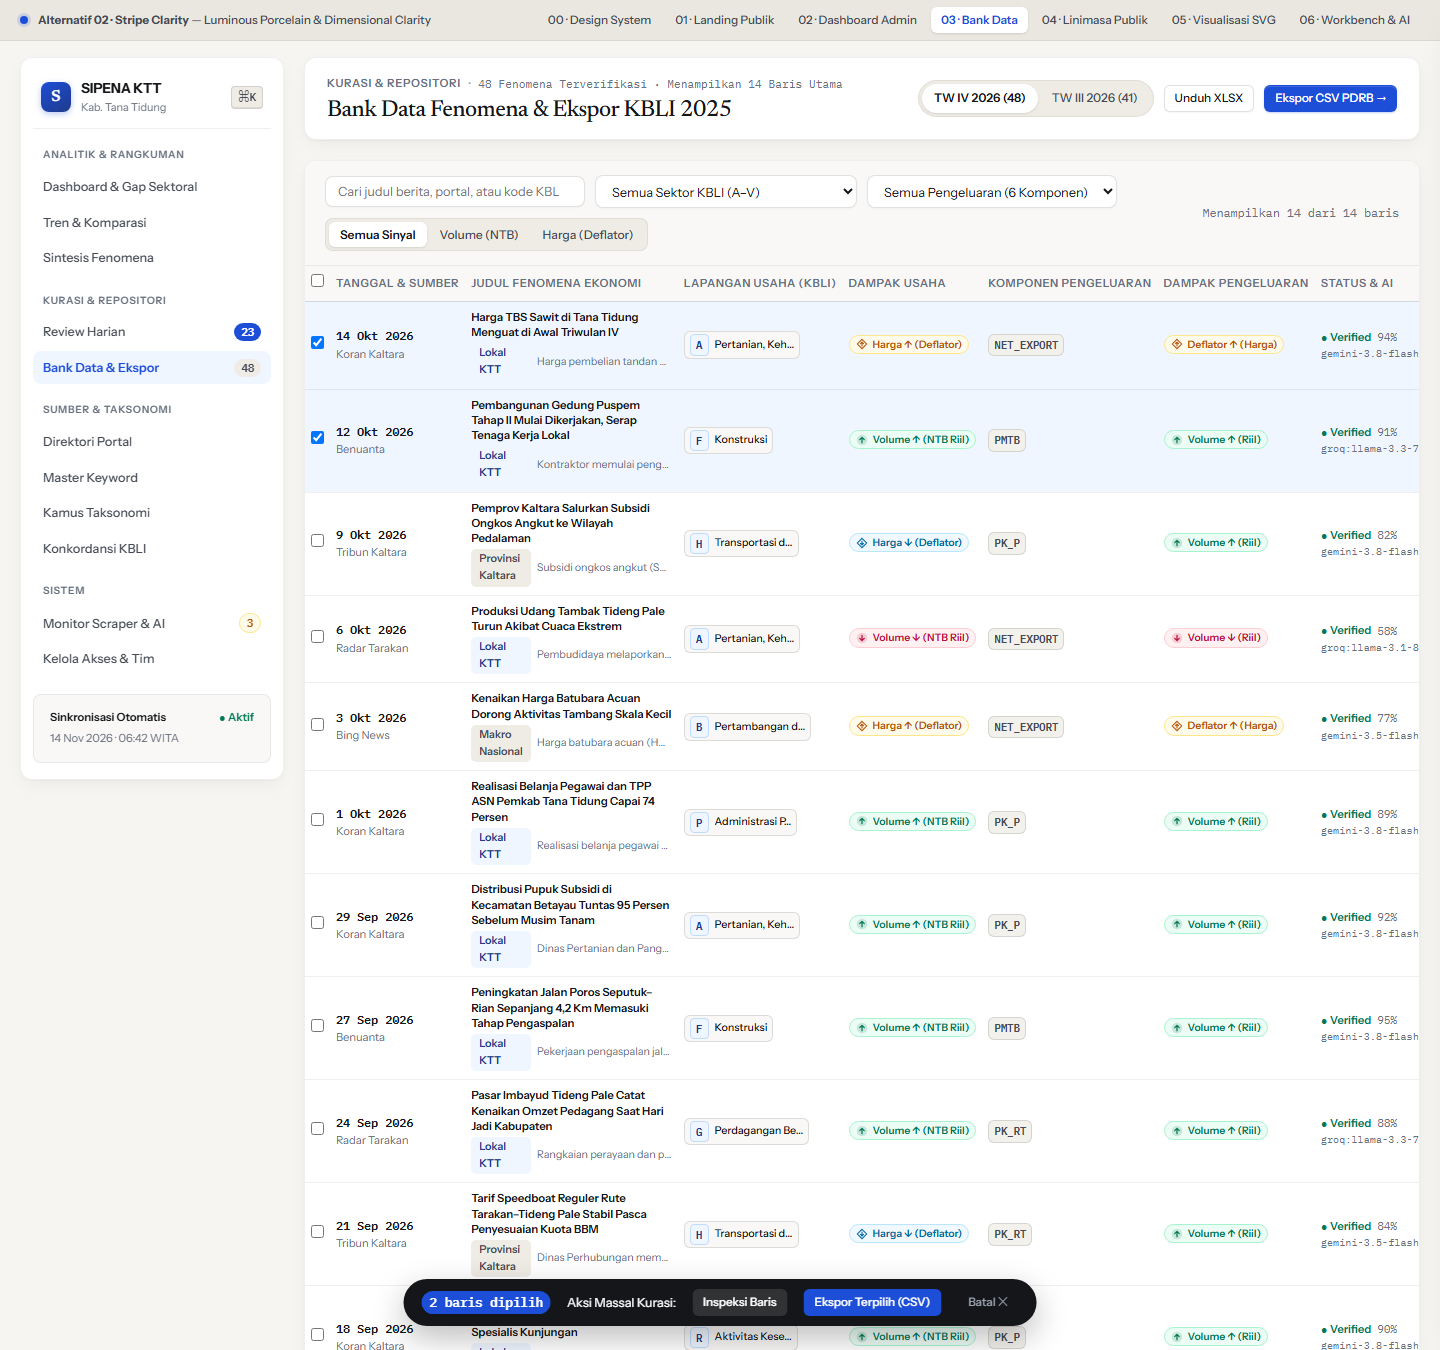 Alternatif 02 · Stripe Clarity — Luminous Porcelain & Dimensional Clarity
00 · Design System
01 · Landing Publik
02 · Dashboard Admin
03 · Bank Data
04 · Linimasa Publik
05 · Visualisasi SVG
06 · Workbench & AI
S
SIPENA KTT
Kab. Tana Tidung
⌘K
ANALITIK & RANGKUMAN
Dashboard & Gap Sektoral
Tren & Komparasi
Sintesis Fenomena
KURASI & REPOSITORI
Review Harian 23
Bank Data & Ekspor 48
SUMBER & TAKSONOMI
Direktori Portal
Master Keyword
Kamus Taksonomi
Konkordansi KBLI
SISTEM
Monitor Scraper & AI 3
Kelola Akses & Tim
Sinkronisasi Otomatis ● Aktif
14 Nov 2026 · 06:42 WITA
KURASI & REPOSITORI · 48 Fenomena Terverifikasi · Menampilkan 14 Baris Utama
Bank Data Fenomena & Ekspor KBLI 2025
TW IV 2026 (48)
TW III 2026 (41)
Unduh XLSX
Ekspor CSV PDRB →
Cari judul berita, portal, atau kode KBL
Semua Sektor KBLI (A–V)
Semua Pengeluaran (6 Komponen)
Semua Sinyal
Volume (NTB)
Harga (Deflator)
Menampilkan 14 dari 14 baris
TANGGAL & SUMBER
JUDUL FENOMENA EKONOMI
LAPANGAN USAHA (KBLI)
DAMPAK USAHA
KOMPONEN PENGELUARAN
DAMPAK PENGELUARAN
STATUS & AI
14 Okt 2026
Koran Kaltara
Harga TBS Sawit di Tana Tidung
Menguat di Awal Triwulan IV
Lokal
KTT
Harga pembelian tandan ...
A Pertanian, Keh...
Harga ↑ (Deflator)
NET_EXPORT
Deflator ↑ (Harga)
● Verified 94%
gemini-3.8-flash
12 Okt 2026
Benuanta
Pembangunan Gedung Puspem
Tahap II Mulai Dikerjakan, Serap
Tenaga Kerja Lokal
Lokal
KTT
Kontraktor memulai peng...
F Konstruksi
Volume ↑ (NTB Riil)
PMTB
Volume ↑ (Riil)
● Verified 91%
groq:llama-3.3-7
9 Okt 2026
Tribun Kaltara
Pemprov Kaltara Salurkan Subsidi
Ongkos Angkut ke Wilayah
Pedalaman
Provinsi
Kaltara
Subsidi ongkos angkut (S...
H Transportasi d...
Harga ↓ (Deflator)
PK_P
Volume ↑ (Riil)
● Verified 82%
gemini-3.8-flash
6 Okt 2026
Radar Tarakan
Produksi Udang Tambak Tideng Pale
Turun Akibat Cuaca Ekstrem
Lokal
KTT
Pembudidaya melaporkan...
A Pertanian, Keh...
Volume ↓ (NTB Riil)
NET_EXPORT
Volume ↓ (Riil)
● Verified 58%
groq:llama-3.1-8
3 Okt 2026
Bing News
Kenaikan Harga Batubara Acuan
Dorong Aktivitas Tambang Skala Kecil
Makro
Nasional
Harga batubara acuan (H...
B Pertambangan d...
Harga ↑ (Deflator)
NET_EXPORT
Deflator ↑ (Harga)
● Verified 77%
gemini-3.5-flash
1 Okt 2026
Koran Kaltara
Realisasi Belanja Pegawai dan TPP
ASN Pemkab Tana Tidung Capai 74
Persen
Lokal
KTT
Realisasi belanja pegawai ...
P Administrasi P...
Volume ↑ (NTB Riil)
PK_P
Volume ↑ (Riil)
● Verified 89%
gemini-3.8-flash
29 Sep 2026
Koran Kaltara
Distribusi Pupuk Subsidi di
Kecamatan Betayau Tuntas 95 Persen
Sebelum Musim Tanam
Lokal
KTT
Dinas Pertanian dan Pang...
A Pertanian, Keh...
Volume ↑ (NTB Riil)
PK_P
Volume ↑ (Riil)
● Verified 92%
gemini-3.8-flash
27 Sep 2026
Benuanta
Peningkatan Jalan Poros Seputuk–
Rian Sepanjang 4,2 Km Memasuki
Tahap Pengaspalan
Lokal
KTT
Pekerjaan pengaspalan jal...
F Konstruksi
Volume ↑ (NTB Riil)
PMTB
Volume ↑ (Riil)
● Verified 95%
gemini-3.8-flash
24 Sep 2026
Radar Tarakan
Pasar Imbayud Tideng Pale Catat
Kenaikan Omzet Pedagang Saat Hari
Jadi Kabupaten
Lokal
KTT
Rangkaian perayaan dan p...
G Perdagangan Be...
Volume ↑ (NTB Riil)
PK_RT
Volume ↑ (Riil)
● Verified 88%
groq:llama-3.3-7
21 Sep 2026
Tribun Kaltara
Tarif Speedboat Reguler Rute
Tarakan–Tideng Pale Stabil Pasca
Penyesuaian Kuota BBM
Provinsi
Kaltara
Dinas Perhubungan mem...
H Transportasi d...
Harga ↓ (Deflator)
PK_RT
Volume ↑ (Riil)
● Verified 84%
gemini-3.5-flash
2 baris dipilih
Aksi Massal Kurasi:
Inspeksi Baris
Ekspor Terpilih (CSV)
Batal ✕
18 Sep 2026
Koran Kaltara
Spesialis Kunjungan
R Aktivitas Kese...
Volume ↑ (NTB Riil)
PK_P
Volume ↑ (Riil)
● Verified 90%
gemini-3.8-flash